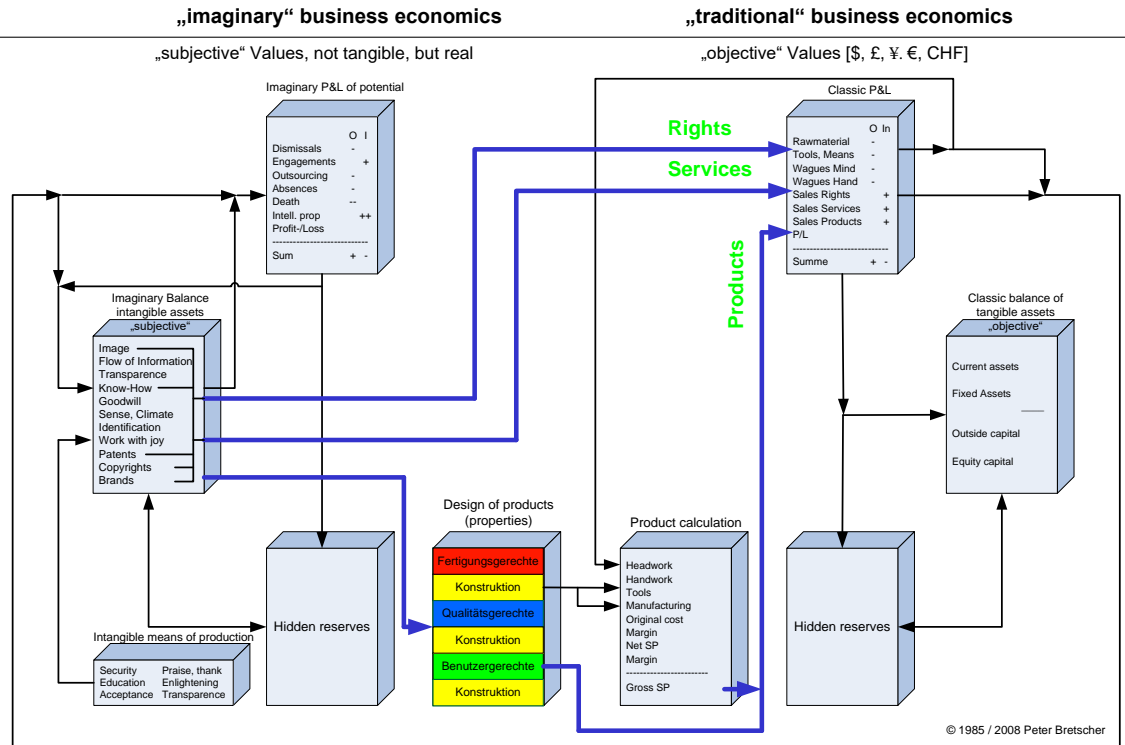 „imaginary“ business economics
„traditional“ business economics
„subjective“ Values, not tangible, but real
„objective“ Values [$, £, ¥. €, CHF]
Imaginary P&L of potential
O I
Dismissals -
Engagements +
Outsourcing -
Absences -
Death --
Intell. prop ++
Profit-/Loss
------------------------------
Sum + -
Rights
Services
Products
Classic P&L
O In
Rawmaterial -
Tools, Means -
Wagues Mind -
Wagues Hand -
Sales Rights +
Sales Services +
Sales Products +
P/L
------------------------------
Summe + -
Imaginary Balance
intangible assets
„subjective“
Image
Flow of Information
Transparence
Know-How
Goodwill
Sense, Climate
Identification
Work with joy
Patents
Copyrights
Brands
Classic balance of
tangible assets
„objective“
Current assets
Fixed Assets
Outside capital
Equity capital
Hidden reserves
Design of products
(properties)
Fertigungsgerechte
Konstruktion
Qualitätsgerechte
Konstruktion
Benutzergerechte
Konstruktion
Product calculation
Headwork
Handwork
Tools
Manufacturing
Original cost
Margin
Net SP
Margin
-------------------------
Gross SP
Hidden reserves
Intangible means of production
Security Praise, thank
Education Enlightening
Acceptance Transparence
© 1985 / 2008 Peter Bretscher